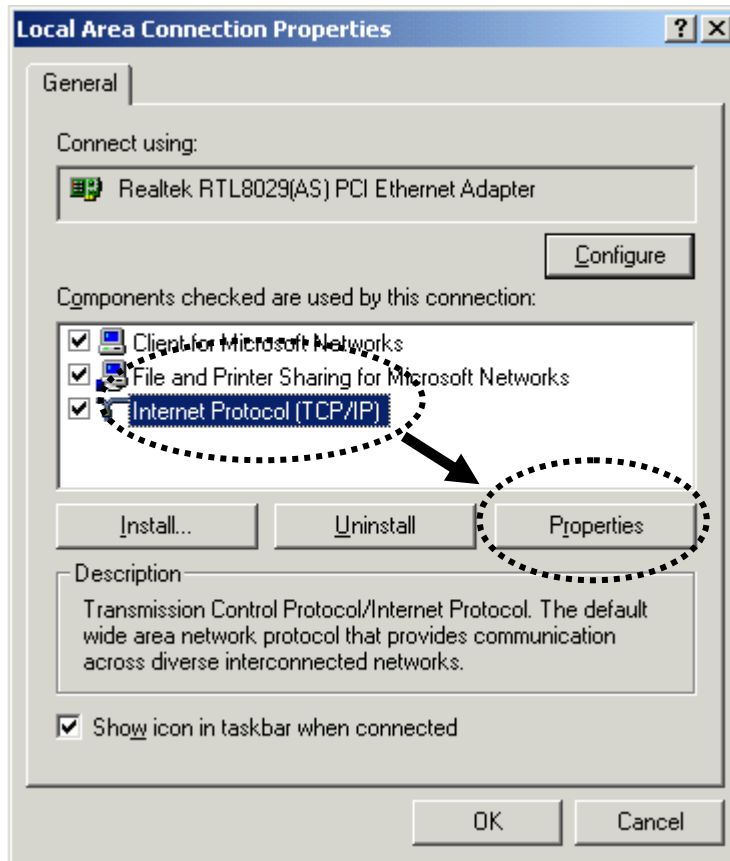 Local Area Connection Properties
General
Connect using:
Realtek RTL8029(AS) PCI Ethernet Adapter
Configure
Components checked are used by this connection:
Client for Microsoft Networks
File and Printer Sharing for Microsoft Networks
Internet Protocol (TCP/IP)
Install... Uninstall Properties
Description
Transmission Control Protocol/Internet Protocol. The default
wide area network protocol that provides communication
across diverse interconnected networks.
Show icon in taskbar when connected
OK Cancel